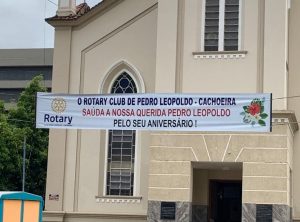 O ROTARY CLUB DE PEDRO LEOPOLDO - CACHOEIRA
SAÚDA A NOSSA QUERIDA PEDRO LEOPOLDO
PELO SEU ANIVERSÁRIO !
Rotary